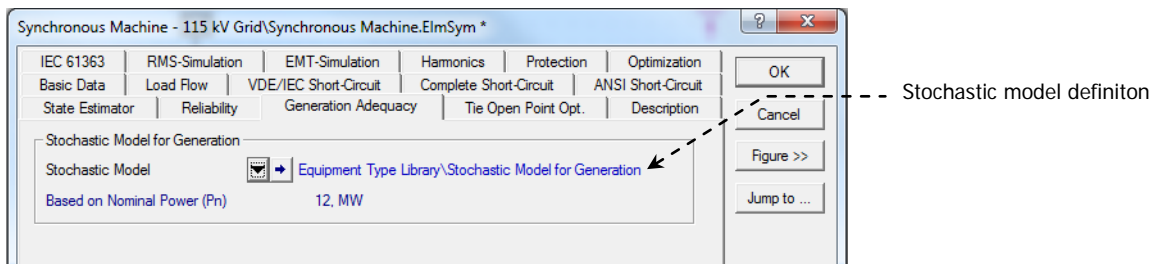 Synchronous Machine - 115 kV Grid\Synchronous Machine.ElmSym *
? X
IEC 61363 RMS-Simulation EMT-Simulation Harmonics Protection Optimization
Basic Data Load Flow VDE/IEC Short-Circuit Complete Short-Circuit ANSI Short-Circuit
State Estimator Reliability Generation Adequacy Tie Open Point Opt. Description
OK
Cancel
Figure >>
Jump to ...
Stochastic Model for Generation
Stochastic Model Equipment Type Library\Stochastic Model for Generation
Based on Nominal Power (Pn) 12, MW
Stochastic model definiton